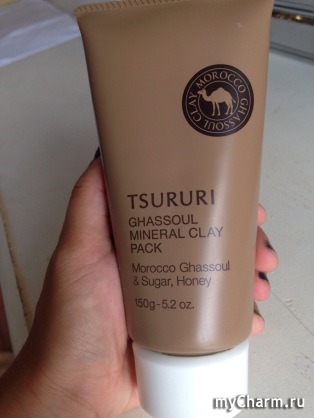 MOROCCO GHASSOUL CLAY
TSURURI
GHASSOUL
MINERAL CLAY
PACK
Morocco Ghassoul
& Sugar, Honey
150g-5.2 oz.
myCharm.ru